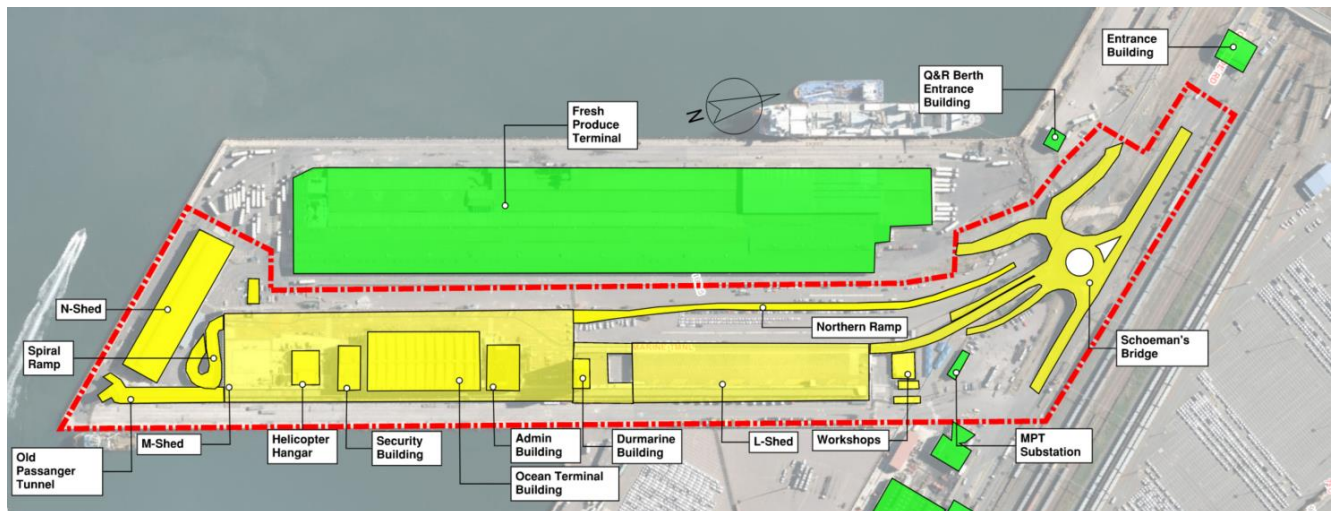 Entrance
Building
Q&R Berth
Entrance
Building
Fresh
Produce
Terminal
N
N-Shed
Spiral
Ramp
Northern Ramp
Schoeman's
Bridge
Old
Passanger
Tunnel
M-Shed
Helicopter
Hangar
Security
Building
Admin
Building
Ocean Terminal
Building
Durmarine
Building
L-Shed
Workshops
MPT
Substation